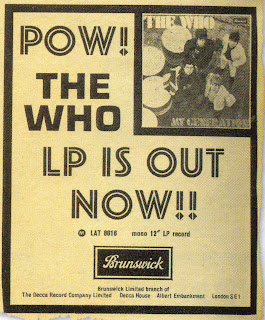 POW!
THE
WHO
THE WHO
MY GENERATION
LP IS OUT
NOW!!
LAT 8616 mono 12" LP record
Brunswick
Brunswick Limited branch of
The Decca Record Company Limited Decca House Albert Embankment London SE1